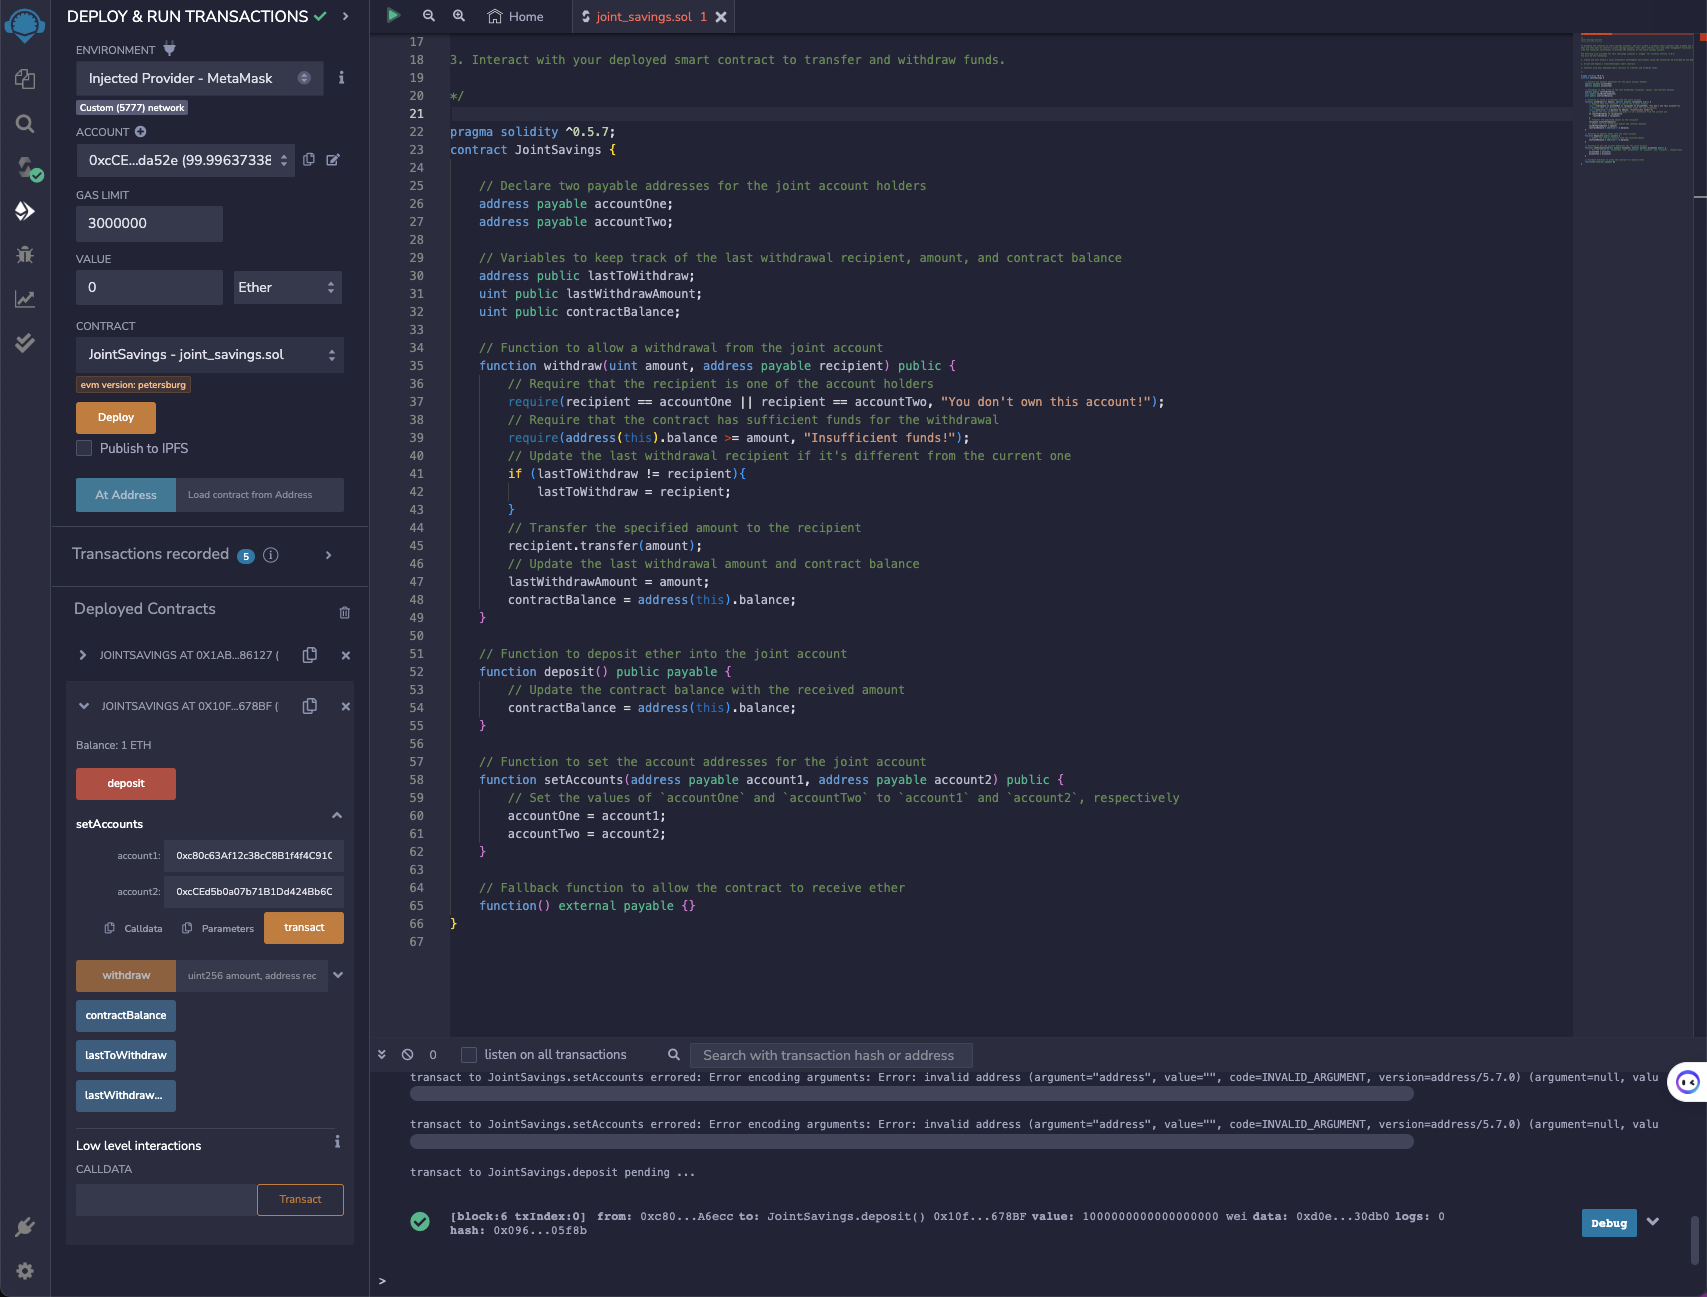 DEPLOY & RUN TRANSACTIONS
ENVIRONMENT
Injected Provider - MetaMask
Custom (5777) network
ACCOUNT
0xcCE...da52e (99.99637338
GAS LIMIT
3000000
VALUE
0
Ether
CONTRACT
JointSavings - joint_savings.sol
evm version: petersburg
Deploy
Publish to IPFS
At Address
Load contract from Address
Transactions recorded 5
Deployed Contracts
JOINTSAVINGS AT 0X1AB...86127 (
JOINTSAVINGS AT 0X10F...678BF (
Balance: 1 ETH
deposit
setAccounts
account1: 0xc80c63Af12c38cC8B1f4f4C91C
account2: 0xcCEd5b0a07b71B1Dd424Bb6C
Calldata
Parameters
transact
withdraw
uint256 amount, address rec
contractBalance
lastToWithdraw
lastWithdraw...
Low level interactions
CALLDATA
Transact
Home
joint_savings.sol 1
17
18 3. Interact with your deployed smart contract to transfer and withdraw funds.
19
20 */
21
22 pragma solidity ^0.5.7;
23 contract JointSavings {
24
25 // Declare two payable addresses for the joint account holders
26 address payable accountOne;
27 address payable accountTwo;
28
29 // Variables to keep track of the last withdrawal recipient, amount, and contract balance
30 address public lastToWithdraw;
31 uint public lastWithdrawAmount;
32 uint public contractBalance;
33
34 // Function to allow a withdrawal from the joint account
35 function withdraw(uint amount, address payable recipient) public {
36 // Require that the recipient is one of the account holders
37 require(recipient == accountOne || recipient == accountTwo, "You don't own this account!");
38 // Require that the contract has sufficient funds for the withdrawal
39 require(address(this).balance >= amount, "Insufficient funds!");
40 // Update the last withdrawal recipient if it's different from the current one
41 if (lastToWithdraw != recipient){
42 lastToWithdraw = recipient;
43 }
44 // Transfer the specified amount to the recipient
45 recipient.transfer(amount);
46 // Update the last withdrawal amount and contract balance
47 lastWithdrawAmount = amount;
48 contractBalance = address(this).balance;
49 }
50
51 // Function to deposit ether into the joint account
52 function deposit() public payable {
53 // Update the contract balance with the received amount
54 contractBalance = address(this).balance;
55 }
56
57 // Function to set the account addresses for the joint account
58 function setAccounts(address payable account1, address payable account2) public {
59 // Set the values of `accountOne` and `accountTwo` to `account1` and `account2`, respectively
60 accountOne = account1;
61 accountTwo = account2;
62 }
63
64 // Fallback function to allow the contract to receive ether
65 function() external payable {}
66 }
67
0
listen on all transactions
Search with transaction hash or address
transact to JointSavings.setAccounts errored: Error encoding arguments: Error: invalid address (argument="address", value="", code=INVALID_ARGUMENT, version=address/5.7.0) (argument=null, valu
transact to JointSavings.setAccounts errored: Error encoding arguments: Error: invalid address (argument="address", value="", code=INVALID_ARGUMENT, version=address/5.7.0) (argument=null, valu
transact to JointSavings.deposit pending ...
[block:6 txIndex:0] from: 0xc80...A6ecc to: JointSavings.deposit() 0x10f...678BF value: 1000000000000000000 wei data: 0xd0e...30db0 logs: 0
hash: 0x096...05f8b
Debug
>